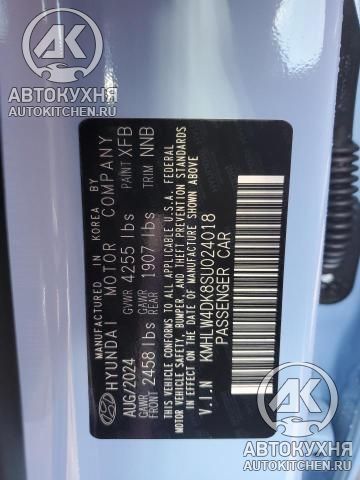 АВТОКУХНЯ
AUTOKITCHEN.RU
MANUFACTURED IN KOREA BY
HYUNDAI MOTOR COMPANY
AUG/2024 GVWR 4255 lbs PAINT XFB
GAWR FRONT 2458 lbs GAWR REAR 1907 lbs TRIM NNB
THIS VEHICLE CONFORMS TO ALL APPLICABLE U.S.A. FEDERAL
MOTOR VEHICLE SAFETY, BUMPER, AND THEFT PREVENTION STANDARDS
IN EFFECT ON THE DATE OF MANUFACTURE SHOWN ABOVE
V.I.N KMHLW4DK8SU024018
PASSENGER CAR
АВТОКУХНЯ
AUTOKITCHEN.RU
АВТОКУХНЯ
AUTOKITCHEN.RU